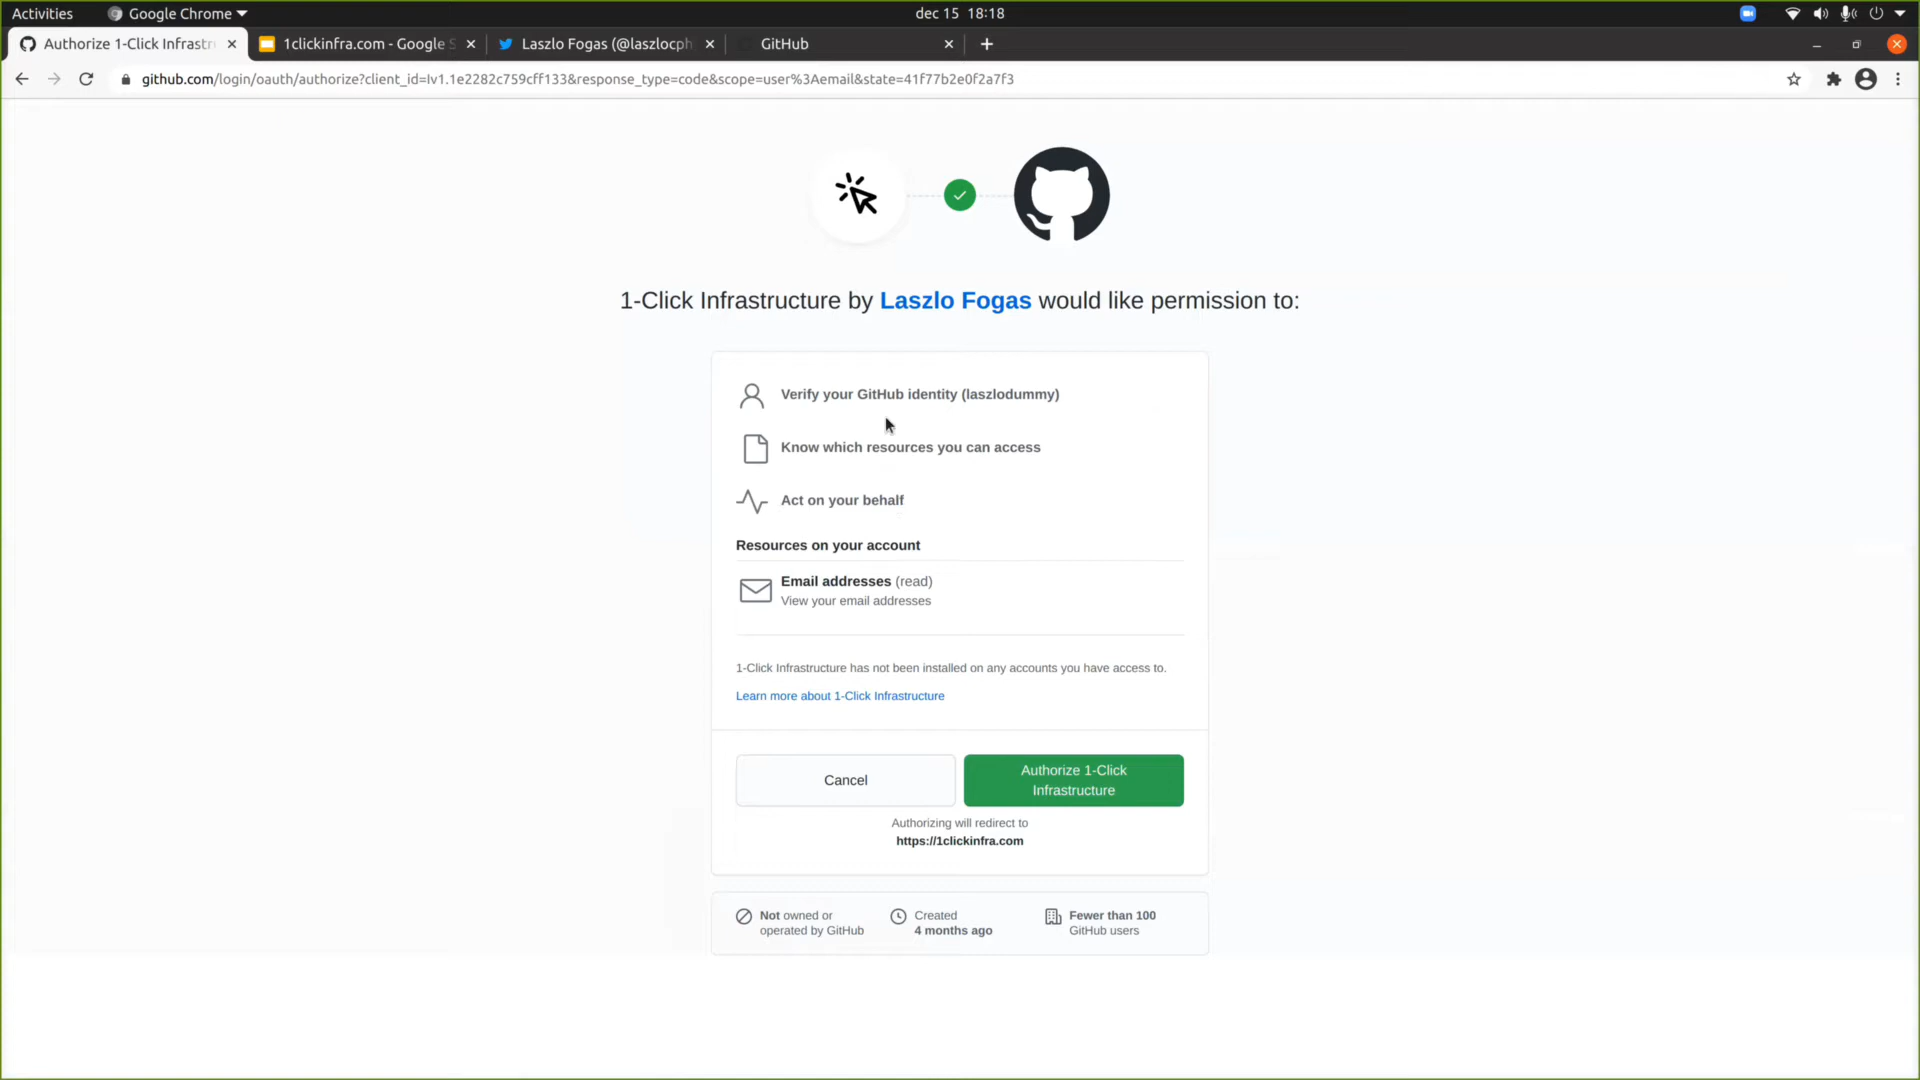 Activities
Google Chrome
dec 15 18:18
Authorize 1-Click Infrastr
1clickinfra.com - Google S
Laszlo Fogas (@laszlocph
GitHub
github.com/login/oauth/authorize?client_id=Iv1.1e2282c759cff133&response_type=code&scope=user%3Aemail&state=41f77b2e0f2a7f3
1-Click Infrastructure by Laszlo Fogas would like permission to:
Verify your GitHub identity (laszlodummy)
Know which resources you can access
Act on your behalf
Resources on your account
Email addresses (read)
View your email addresses
1-Click Infrastructure has not been installed on any accounts you have access to.
Learn more about 1-Click Infrastructure
Cancel
Authorize 1-Click
Infrastructure
Authorizing will redirect to
https://1clickinfra.com
Not owned or
operated by GitHub
Created
4 months ago
Fewer than 100
GitHub users